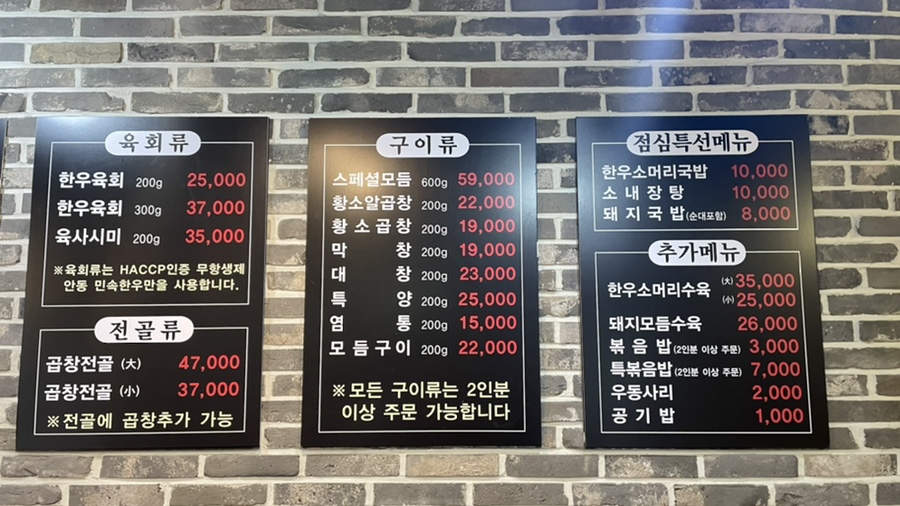 육회류
한우육회 200g 25,000
한우육회 300g 37,000
육사시미 200g 35,000
※육회류는 HACCP인증 무항생제
안동 민속한우만을 사용합니다.
전골류
곱창전골 (大) 47,000
곱창전골 (小) 37,000
※전골에 곱창추가 가능
구이류
스페셜모듬 600g 59,000
황소알곱창 200g 22,000
황소곱창 200g 19,000
막창 200g 19,000
대창 200g 23,000
특양 200g 25,000
염통 200g 15,000
모듬구이 200g 22,000
※모든 구이류는 2인분
이상 주문 가능합니다
점심특선메뉴
한우소머리국밥 10,000
소내장탕 10,000
돼지국밥(순대포함) 8,000
추가메뉴
한우소머리수육 (大) 35,000
(小) 25,000
돼지모듬수육 26,000
볶음밥(2인분 이상 주문) 3,000
특볶음밥(2인분 이상 주문) 7,000
우동사리 2,000
공기밥 1,000